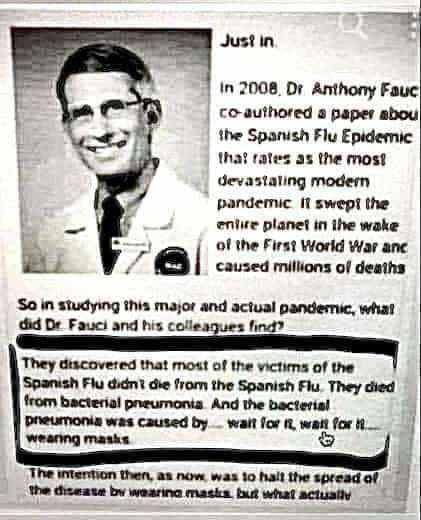 Just in.
In 2008, Dr. Anthony Fauc
co-authored a paper abou
the Spanish Flu Epidemic
that rates as the most
devastating modern
pandemic. It swept the
entire planet in the wake
of the First World War anc
caused millions of deaths
So in studying this major and actual pandemic, what
did Dr. Fauci and his colleagues find?
They discovered that most of the victims of the
Spanish Flu didn't die from the Spanish Flu. They died
from bacterial pneumonia. And the bacterial
pneumonia was caused by.... wait for it, wait for it....
wearing masks.
The intention then, as now, was to halt the spread of
the disease by wearing masks, but what actually